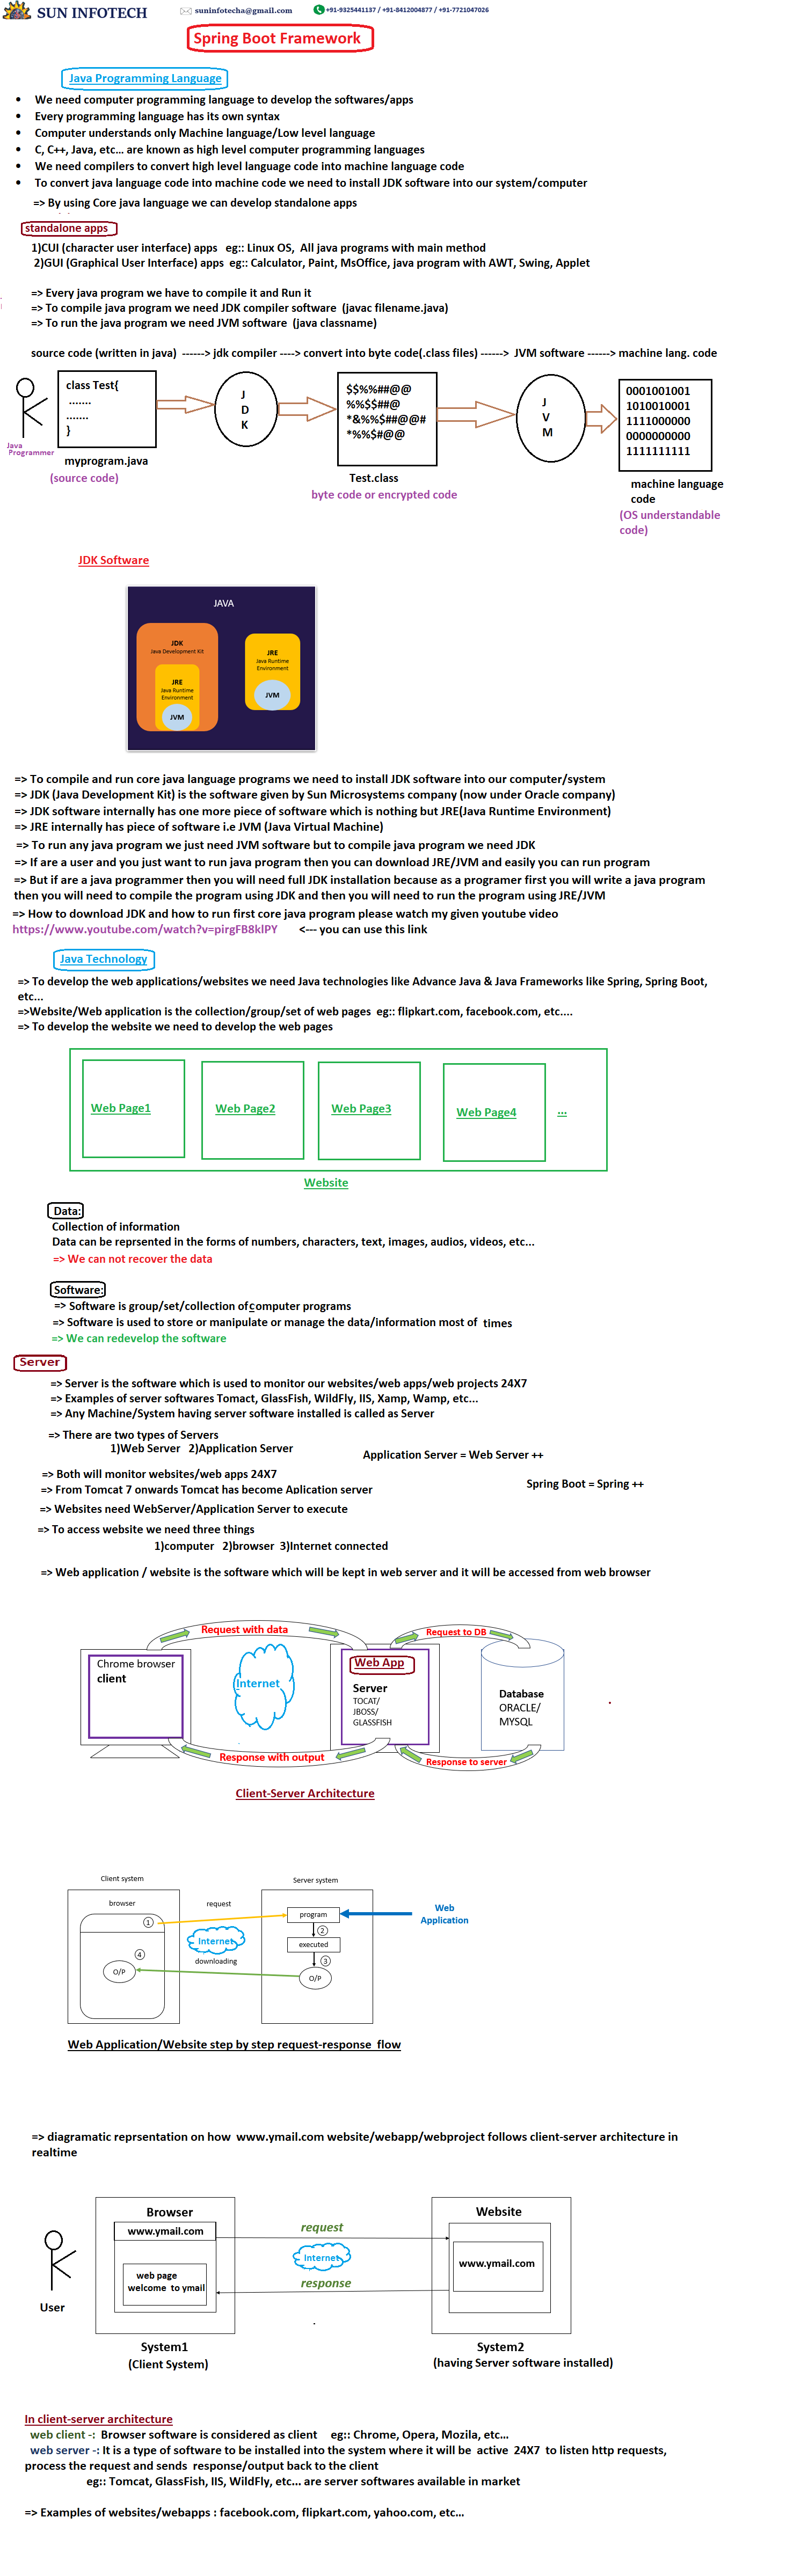 SUN INFOTECH
suninfotecha@gmail.com
+91-9325441137 / +91-8412004877 / +91-7721047026
Spring Boot Framework
Java Programming Language
• We need computer programming language to develop the softwares/apps
• Every programming language has its own syntax
• Computer understands only Machine language/Low level language
• C, C++, Java, etc... are known as high level computer programming languages
• We need compilers to convert high level language code into machine language code
• To convert java language code into machine code we need to install JDK software into our system/computer
=> By using Core java language we can develop standalone apps
standalone apps
1)CUI (character user interface) apps eg:: Linux OS, All java programs with main method
2)GUI (Graphical User Interface) apps eg:: Calculator, Paint, MsOffice, java program with AWT, Swing, Applet
=> Every java program we have to compile it and Run it
=> To compile java program we need JDK compiler software (javac filename.java)
=> To run the java program we need JVM software (java classname)
source code (written in java) ------> jdk compiler ----> convert into byte code(.class files) ------> JVM software ------> machine lang. code
class Test{
.......
.......
}
J
D
K
$$%%##@@
%%$$##@
*&%%$##@@#
*%%$#@@
J
V
M
0001001001
1010010001
1111000000
0000000000
1111111111
Java
Programmer
myprogram.java
(source code)
Test.class
byte code or encrypted code
machine language
code
(OS understandable
code)
JDK Software
JAVA
JDK
Java Development Kit
JRE
Java Runtime
Environment
JVM
JRE
Java Runtime
Environment
JVM
=> To compile and run core java language programs we need to install JDK software into our computer/system
=> JDK (Java Development Kit) is the software given by Sun Microsystems company (now under Oracle company)
=> JDK software internally has one more piece of software which is nothing but JRE(Java Runtime Environment)
=> JRE internally has piece of software i.e JVM (Java Virtual Machine)
=> To run any java program we just need JVM software but to compile java program we need JDK
=> If are a user and you just want to run java program then you can download JRE/JVM and easily you can run program
=> But if are a java programmer then you will need full JDK installation because as a programer first you will write a java program
then you will need to compile the program using JDK and then you will need to run the program using JRE/JVM
=> How to download JDK and how to run first core java program please watch my given youtube video
https://www.youtube.com/watch?v=pirgFB8klPY <--- you can use this link
Java Technology
=> To develop the web applications/websites we need Java technologies like Advance Java & Java Frameworks like Spring, Spring Boot,
etc...
=>Website/Web application is the collection/group/set of web pages eg:: flipkart.com, facebook.com, etc....
=> To develop the website we need to develop the web pages
Web Page1
Web Page2
Web Page3
Web Page4
...
Website
Data:
Collection of information
Data can be reprsented in the forms of numbers, characters, text, images, audios, videos, etc...
=> We can not recover the data
Software:
=> Software is group/set/collection of computer programs
=> Software is used to store or manipulate or manage the data/information most of times
=> We can redevelop the software
Server
=> Server is the software which is used to monitor our websites/web apps/web projects 24X7
=> Examples of server softwares Tomact, GlassFish, WildFly, IIS, Xamp, Wamp, etc...
=> Any Machine/System having server software installed is called as Server
=> There are two types of Servers
1)Web Server 2)Application Server
Application Server = Web Server ++
=> Both will monitor websites/web apps 24X7
=> From Tomcat 7 onwards Tomcat has become Aplication server
Spring Boot = Spring ++
=> Websites need WebServer/Application Server to execute
=> To access website we need three things
1)computer 2)browser 3)Internet connected
=> Web application / website is the software which will be kept in web server and it will be accessed from web browser
Request with data
Request to DB
Chrome browser
client
Internet
Web App
Server
TOCAT/
JBOSS/
GLASSFISH
Database
ORACLE/
MYSQL
Response with output
Response to server
Client-Server Architecture
Client system
Server system
browser
request
1
program
Web
Application
2
Internet
executed
4
downloading
3
O/P
O/P
Web Application/Website step by step request-response flow
=> diagramatic reprsentation on how www.ymail.com website/webapp/webproject follows client-server architecture in
realtime
Browser
Website
www.ymail.com
request
Internet
www.ymail.com
web page
welcome to ymail
response
User
System1
(Client System)
System2
(having Server software installed)
In client-server architecture
web client -: Browser software is considered as client eg:: Chrome, Opera, Mozila, etc...
web server -: It is a type of software to be installed into the system where it will be active 24X7 to listen http requests,
process the request and sends response/output back to the client
eg:: Tomcat, GlassFish, IIS, WildFly, etc... are server softwares available in market
=> Examples of websites/webapps : facebook.com, flipkart.com, yahoo.com, etc...